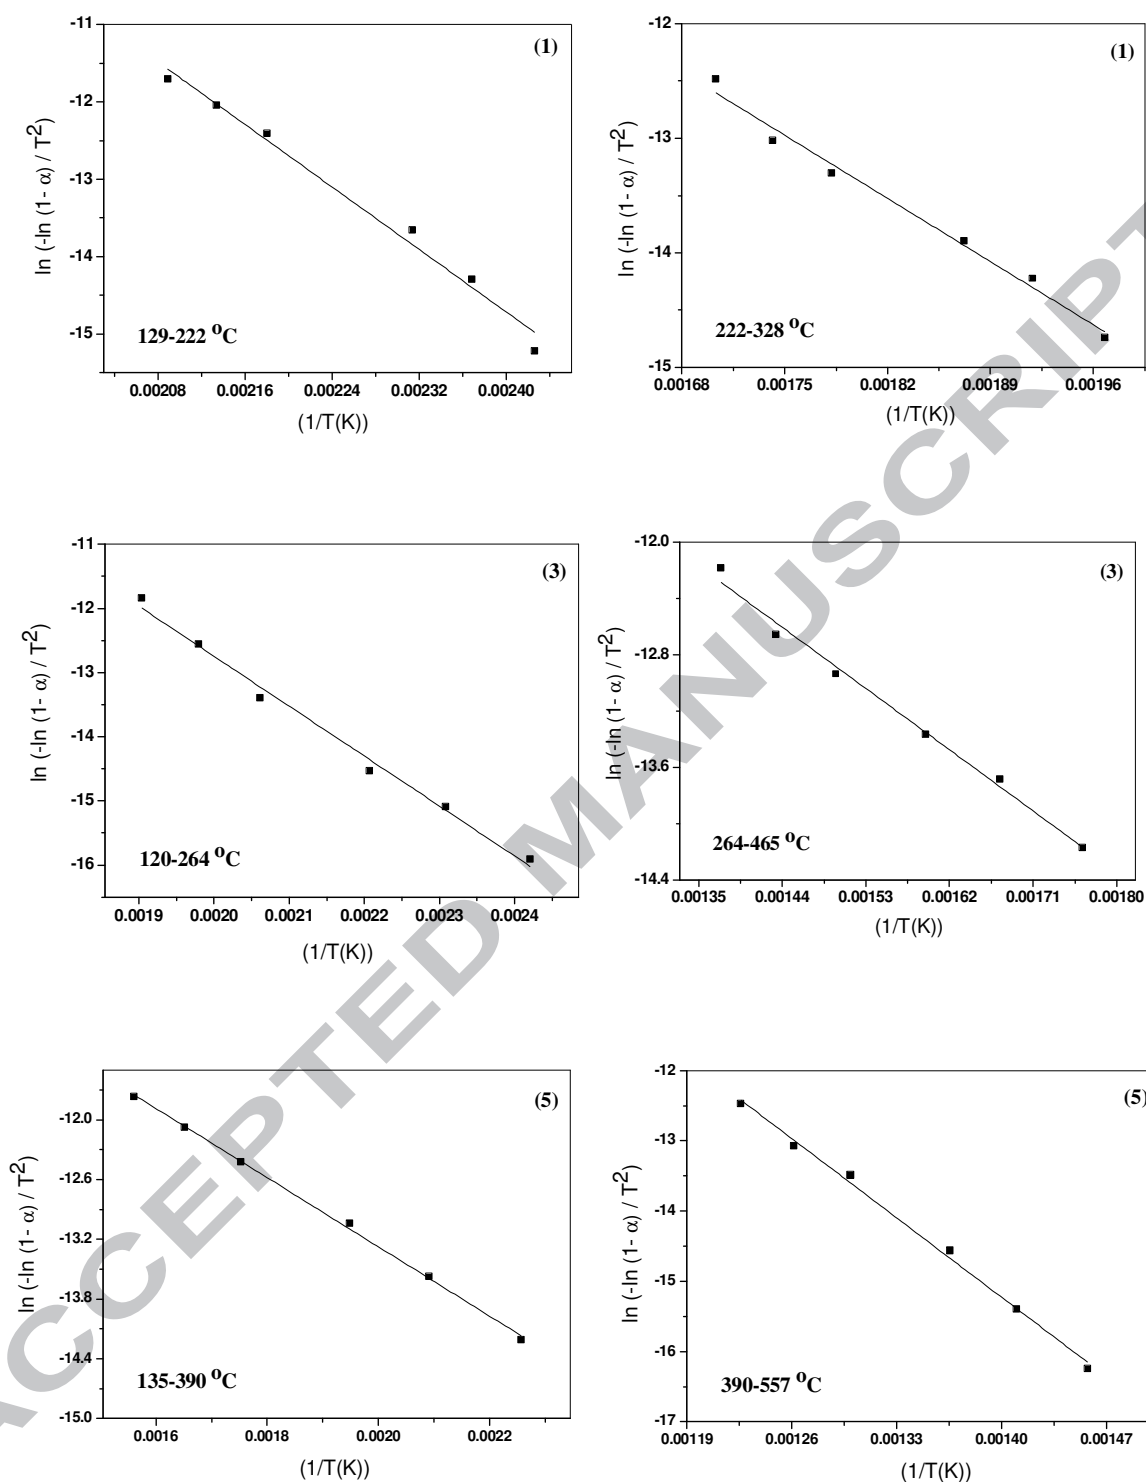 -11
-12
-13
-14
-15
ln (-ln (1- α) / T2)
(1)
129-222 oC
0.00208 0.00216 0.00224 0.00232 0.00240
(1/T(K))
-12
-13
-14
-15
ln (-ln (1- α) / T2)
(1)
222-328 oC
0.00168 0.00175 0.00182 0.00189 0.00196
(1/T(K))
-11
-12
-13
-14
-15
-16
ln (-ln (1- α) / T2)
(3)
120-264 oC
0.0019 0.0020 0.0021 0.0022 0.0023 0.0024
(1/T(K))
-12.0
-12.8
-13.6
-14.4
ln (-ln (1- α) / T2)
(3)
264-465 oC
0.00135 0.00144 0.00153 0.00162 0.00171 0.00180
(1/T(K))
-12.0
-12.6
-13.2
-13.8
-14.4
-15.0
ln (-ln (1- α) / T2)
(5)
135-390 oC
0.0016 0.0018 0.0020 0.0022
(1/T(K))
-12
-13
-14
-15
-16
-17
ln (-ln (1- α) / T2)
(5)
390-557 oC
0.00119 0.00126 0.00133 0.00140 0.00147
(1/T(K))
ACCEPTED MANUSCRIPT